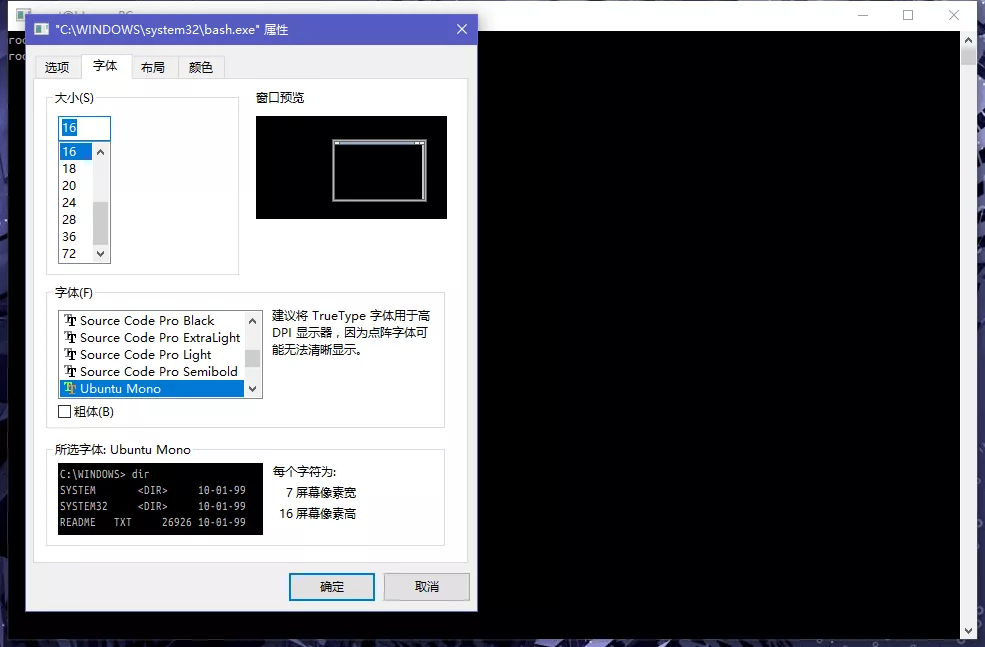 "C:\WINDOWS\system32\bash.exe" 属性
选项
字体
布局
颜色
大小(S)
16
16
18
20
24
28
36
72
窗口预览
字体(F)
Source Code Pro Black
Source Code Pro ExtraLight
Source Code Pro Light
Source Code Pro Semibold
Ubuntu Mono
粗体(B)
建议将 TrueType 字体用于高
DPI 显示器，因为点阵字体可
能无法清晰显示。
所选字体: Ubuntu Mono
C:\WINDOWS> dir
SYSTEM <DIR> 10-01-99
SYSTEM32 <DIR> 10-01-99
README TXT 26926 10-01-99
每个字符为:
7 屏幕像素宽
16 屏幕像素高
确定
取消